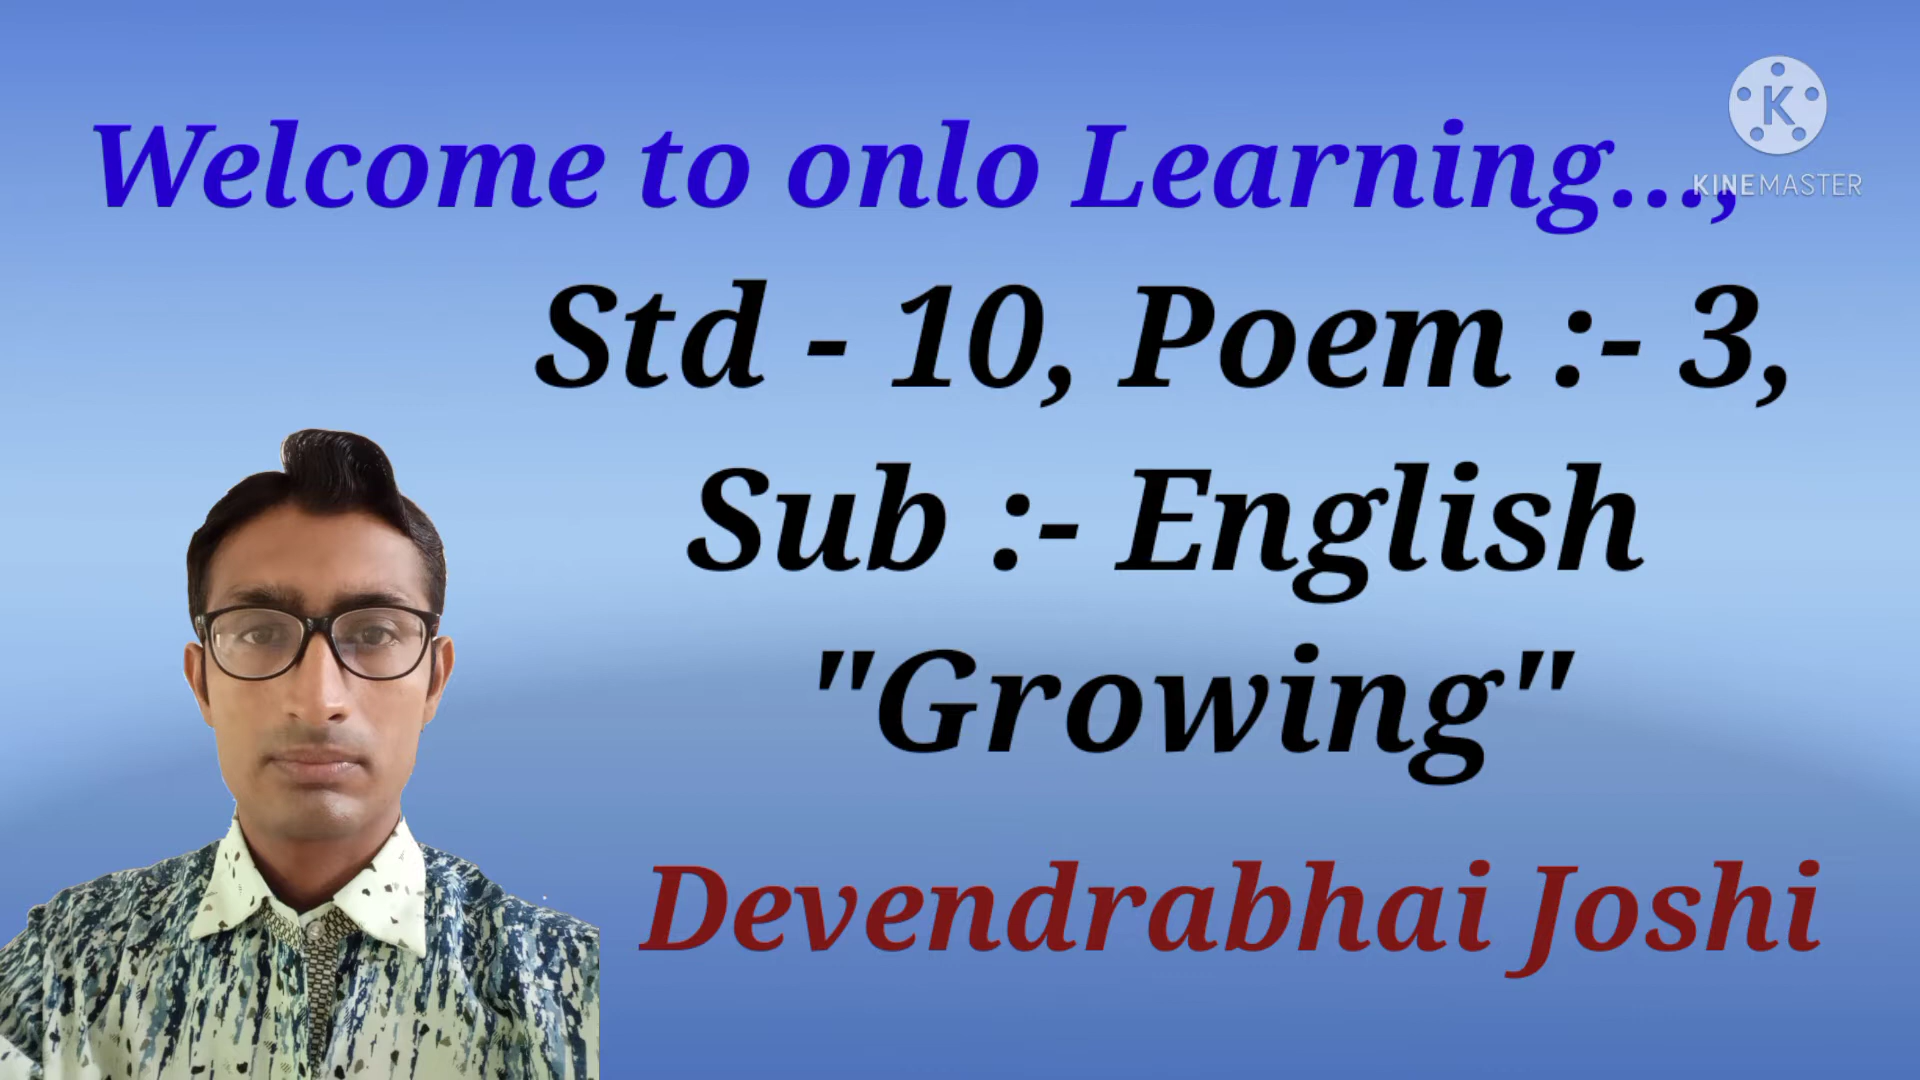 Welcome to onlo Learning...,
KINEMASTER
Std - 10, Poem :- 3,
Sub :- English
"Growing"
Devendrabhai Joshi